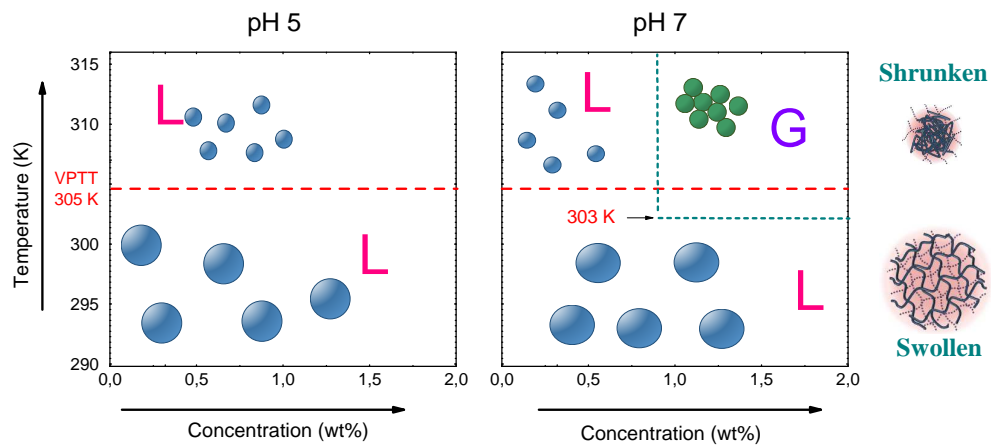 pH 5
pH 7
315
310
VPTT
305 K
300
295
290
Temperature (K)
L
L
0,0
0,5
1,0
1,5
2,0
Concentration (wt%)
L
G
303 K
L
0,0
0,5
1,0
1,5
2,0
Concentration (wt%)
Shrunken
Swollen